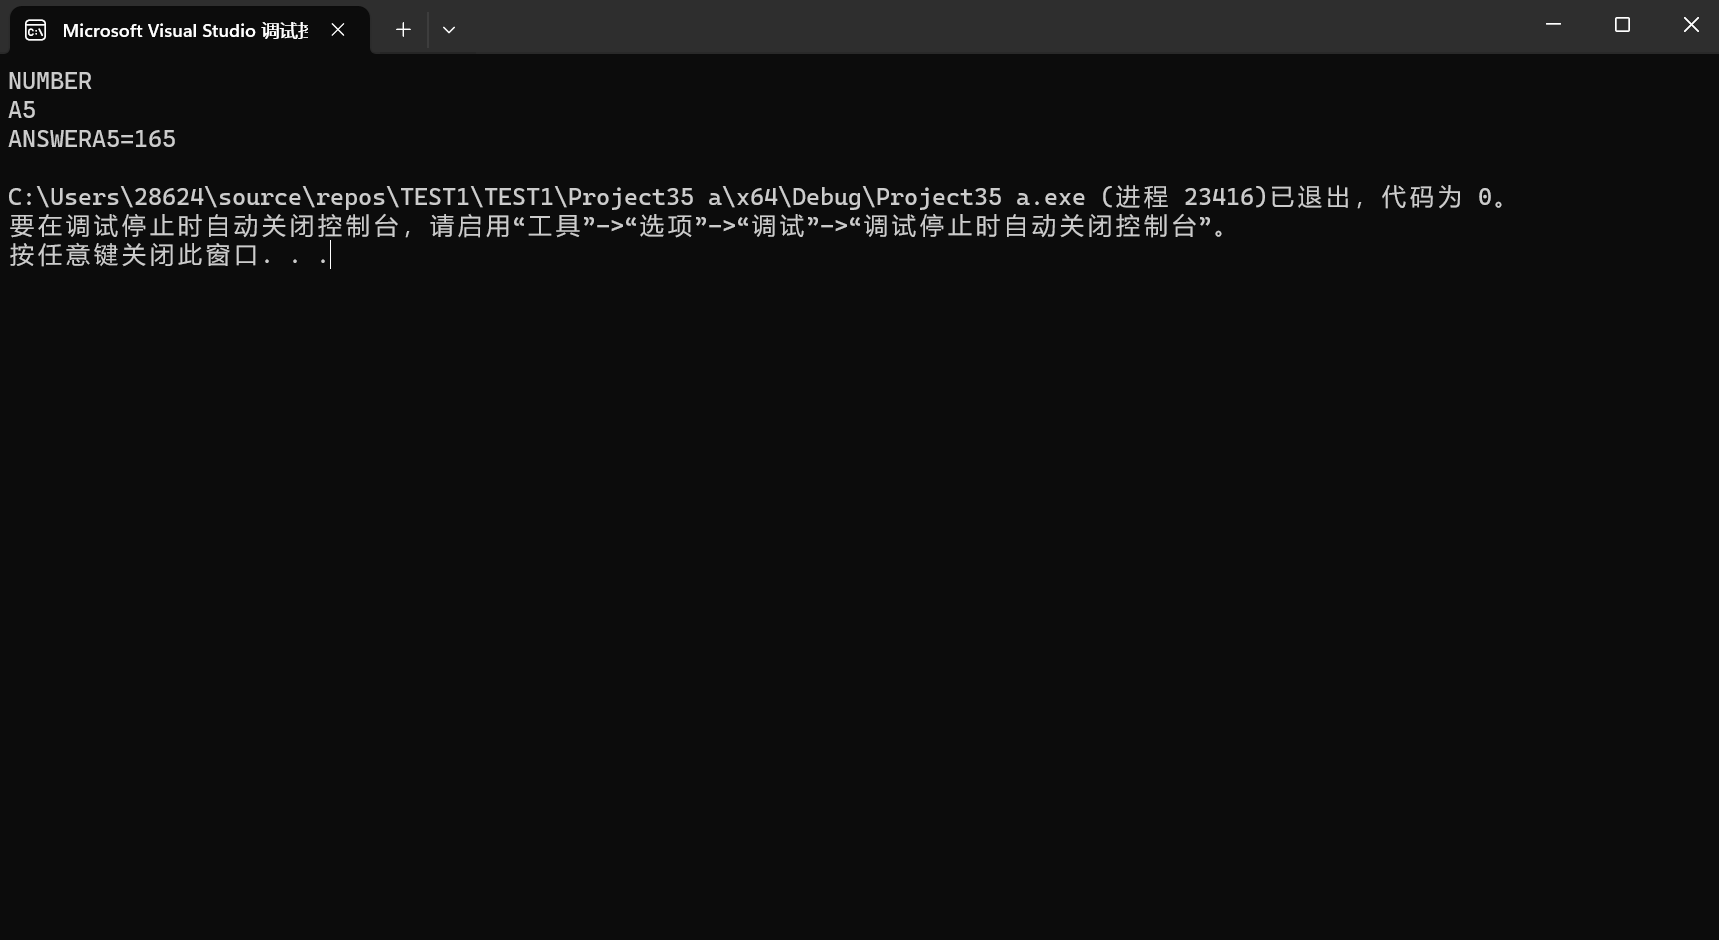 Microsoft Visual Studio 调试
NUMBER
A5
ANSWERA5=165
C:\Users\28624\source\repos\TEST1\TEST1\Project35 a\x64\Debug\Project35 a.exe (进程 23416)已退出，代码为 0。
要在调试停止时自动关闭控制台，请启用“工具”->“选项”->“调试”->“调试停止时自动关闭控制台”。
按任意键关闭此窗口. . .